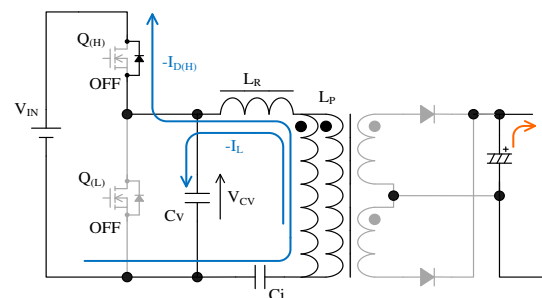 Q(H)
-ID(H)
OFF
LR
LP
VIN
-IL
Q(L)
VCV
CV
OFF
Ci
+